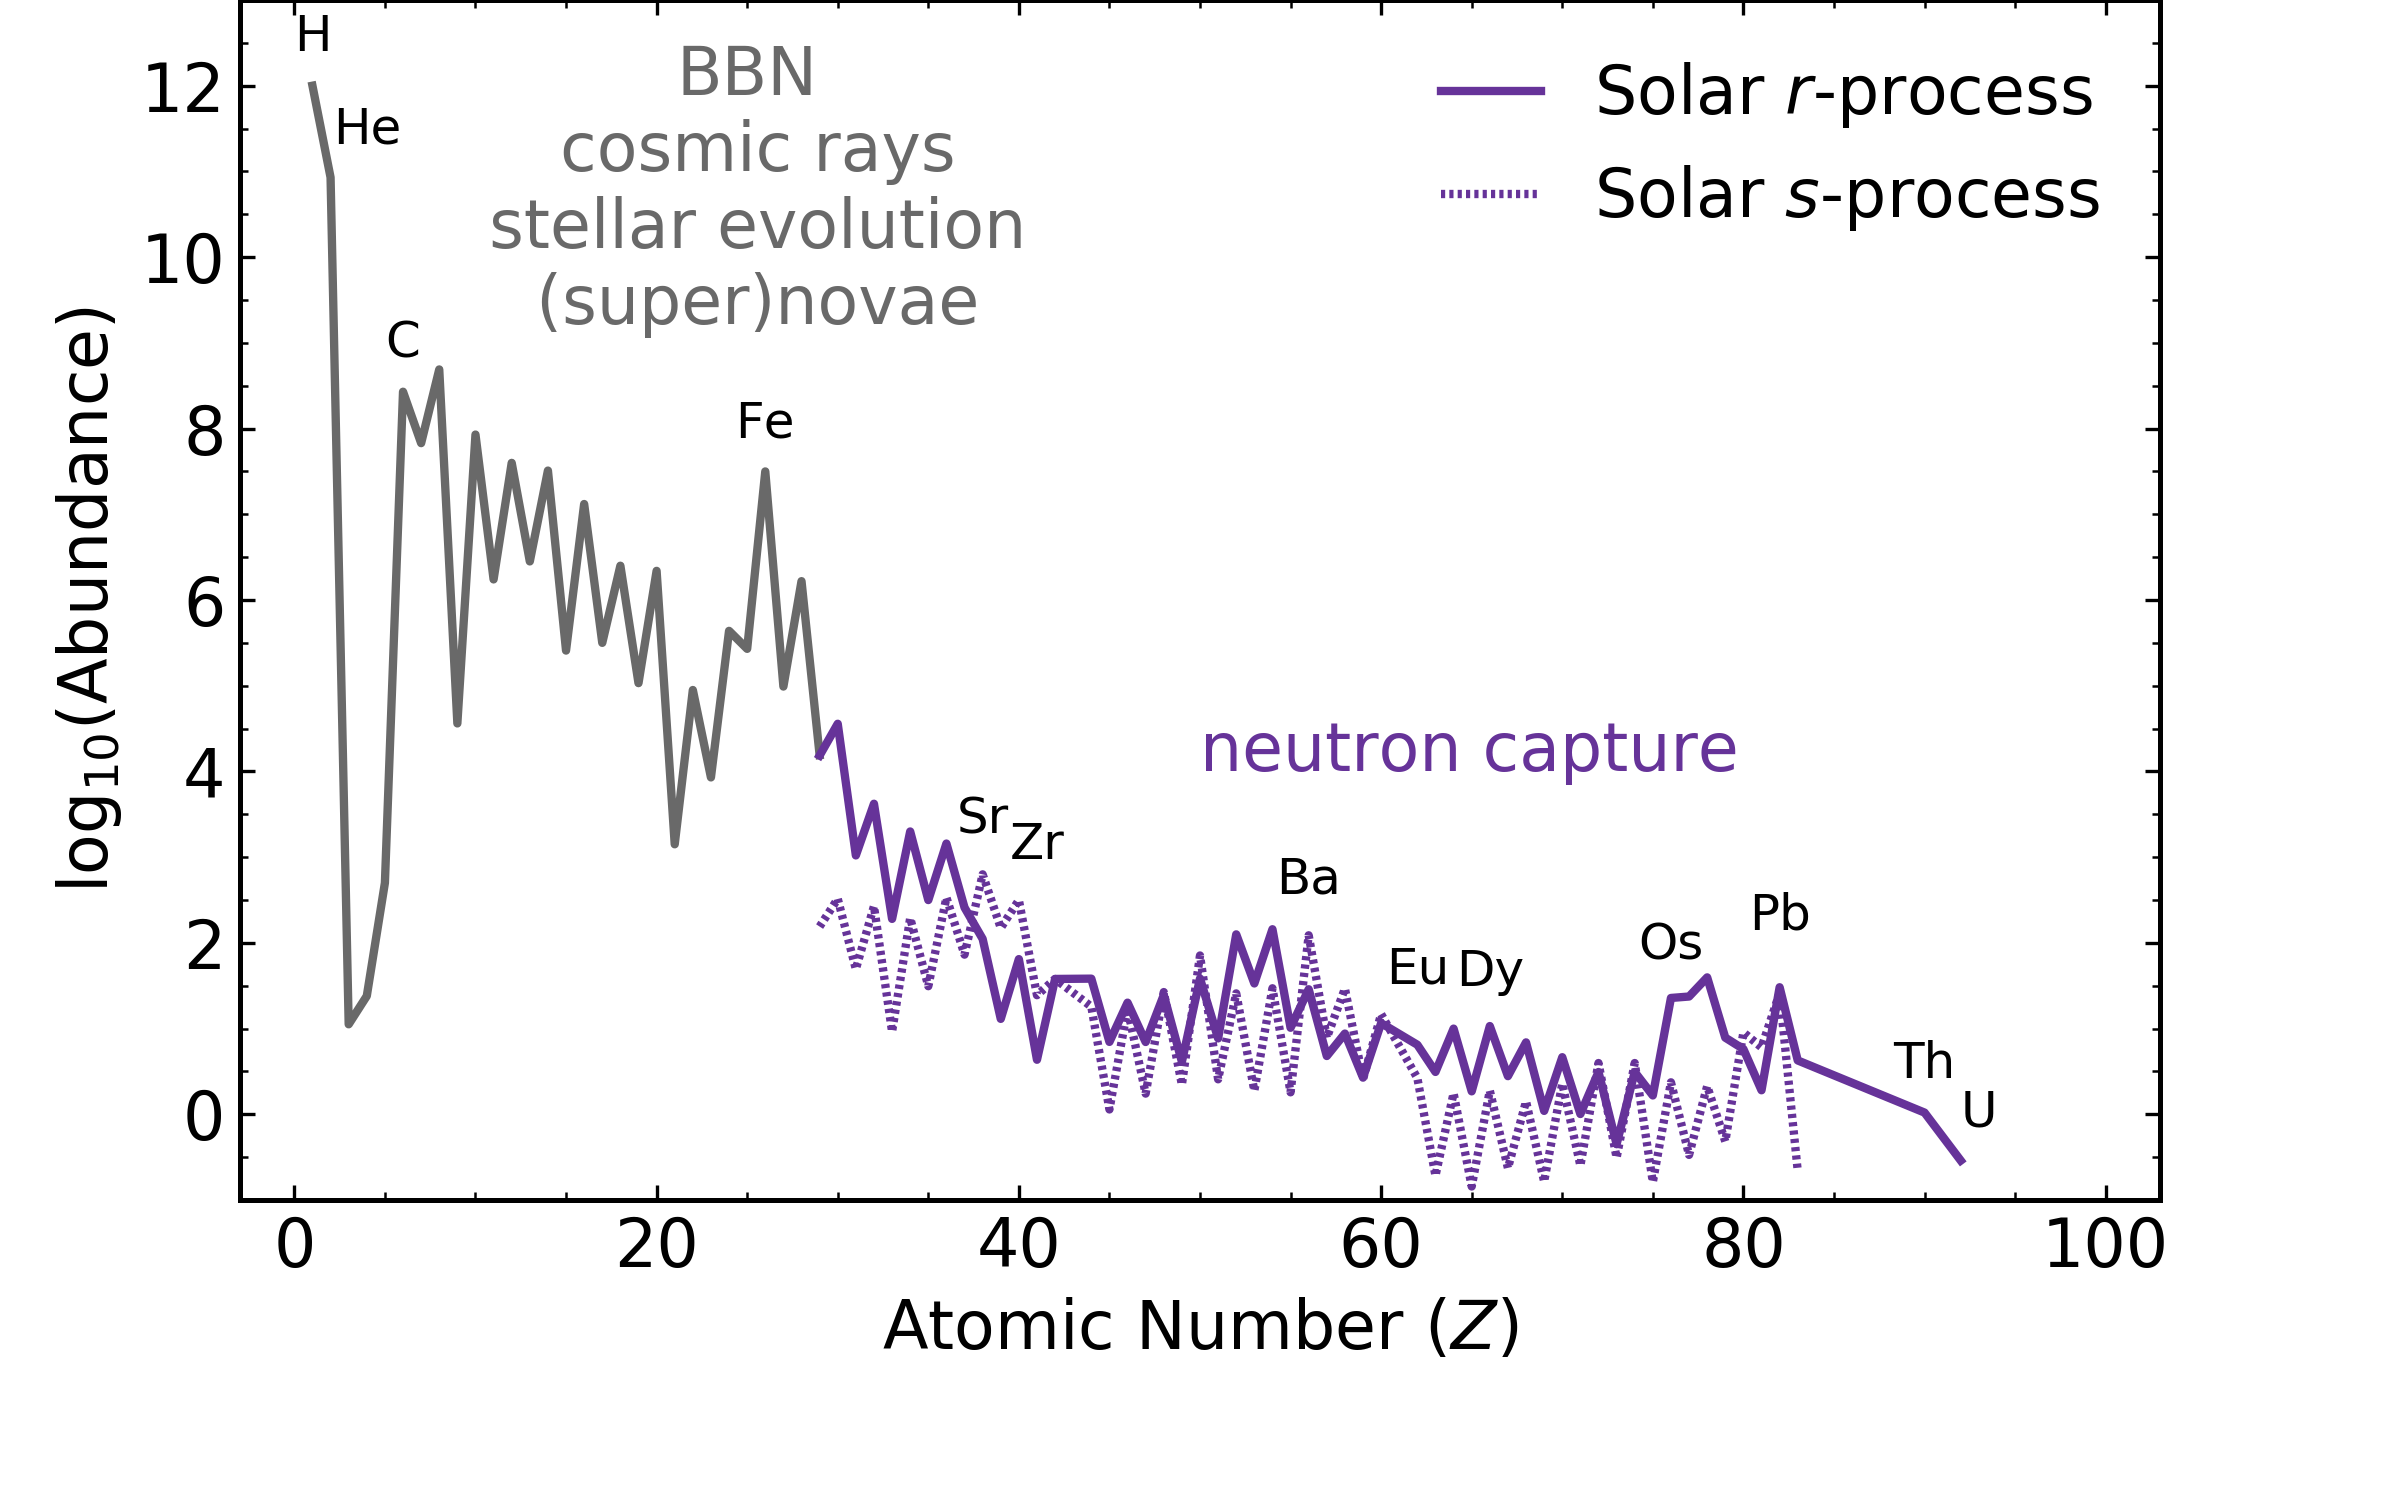 H
He
BBN
cosmic rays
stellar evolution
(super)novae
Solar r-process
Solar s-process
C
Fe
neutron capture
Sr
Zr
Ba
Eu
Dy
Os
Pb
Th
U
12
10
8
6
4
2
0
log₁₀(Abundance)
0 20 40 60 80 100
Atomic Number (Z)